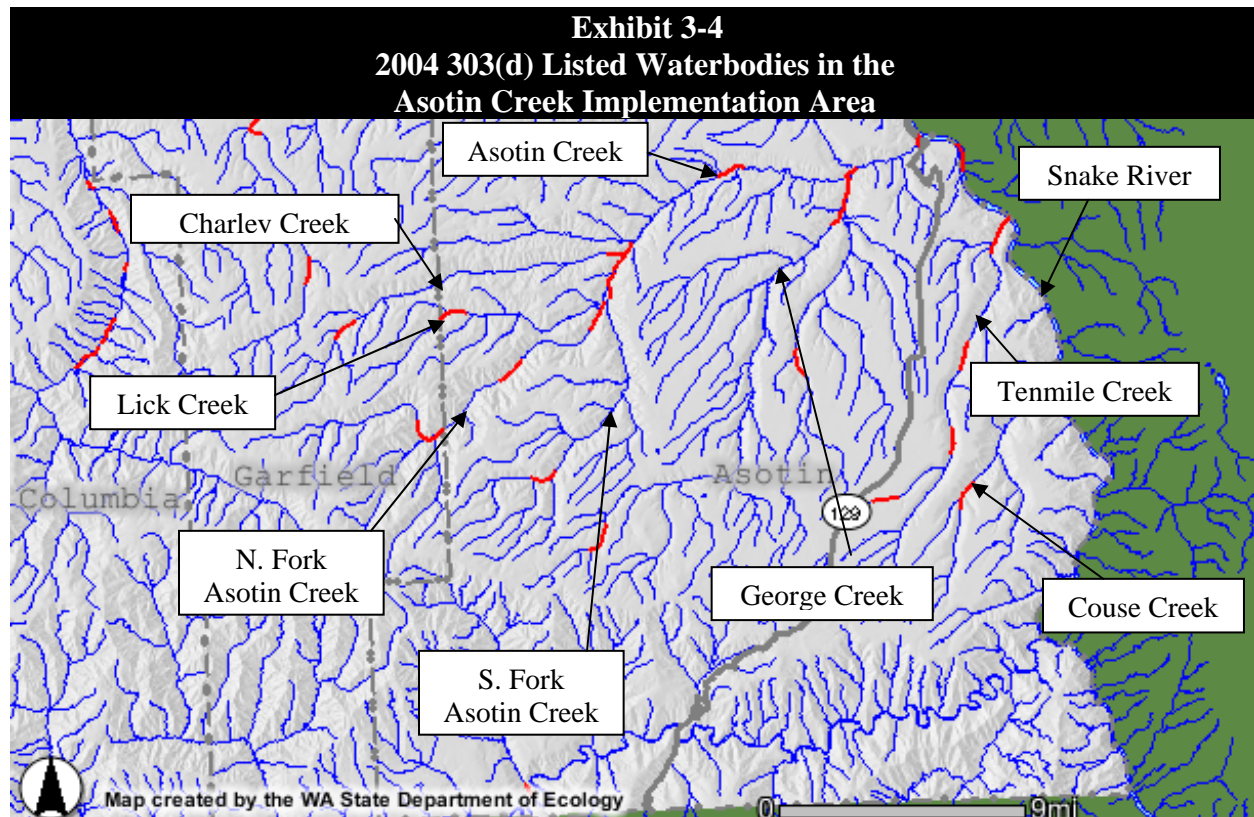 Exhibit 3-4
2004 303(d) Listed Waterbodies in the
Asotin Creek Implementation Area
Asotin Creek
Snake River
Charlev Creek
Lick Creek
Tenmile Creek
Columbia
Garfield
Asotin
129
N. Fork
Asotin Creek
George Creek
Couse Creek
S. Fork
Asotin Creek
Map created by the WA State Department of Ecology
0
9mi